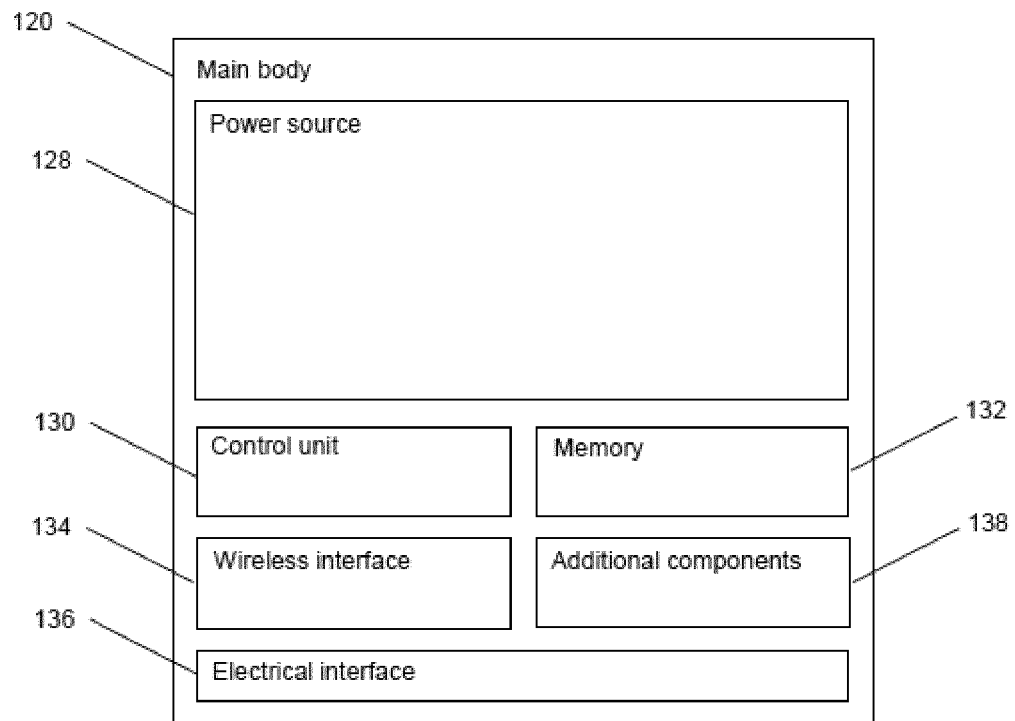 120
Main body
Power source
128
130
Control unit
Memory
132
134
Wireless interface
Additional components
138
136
Electrical interface